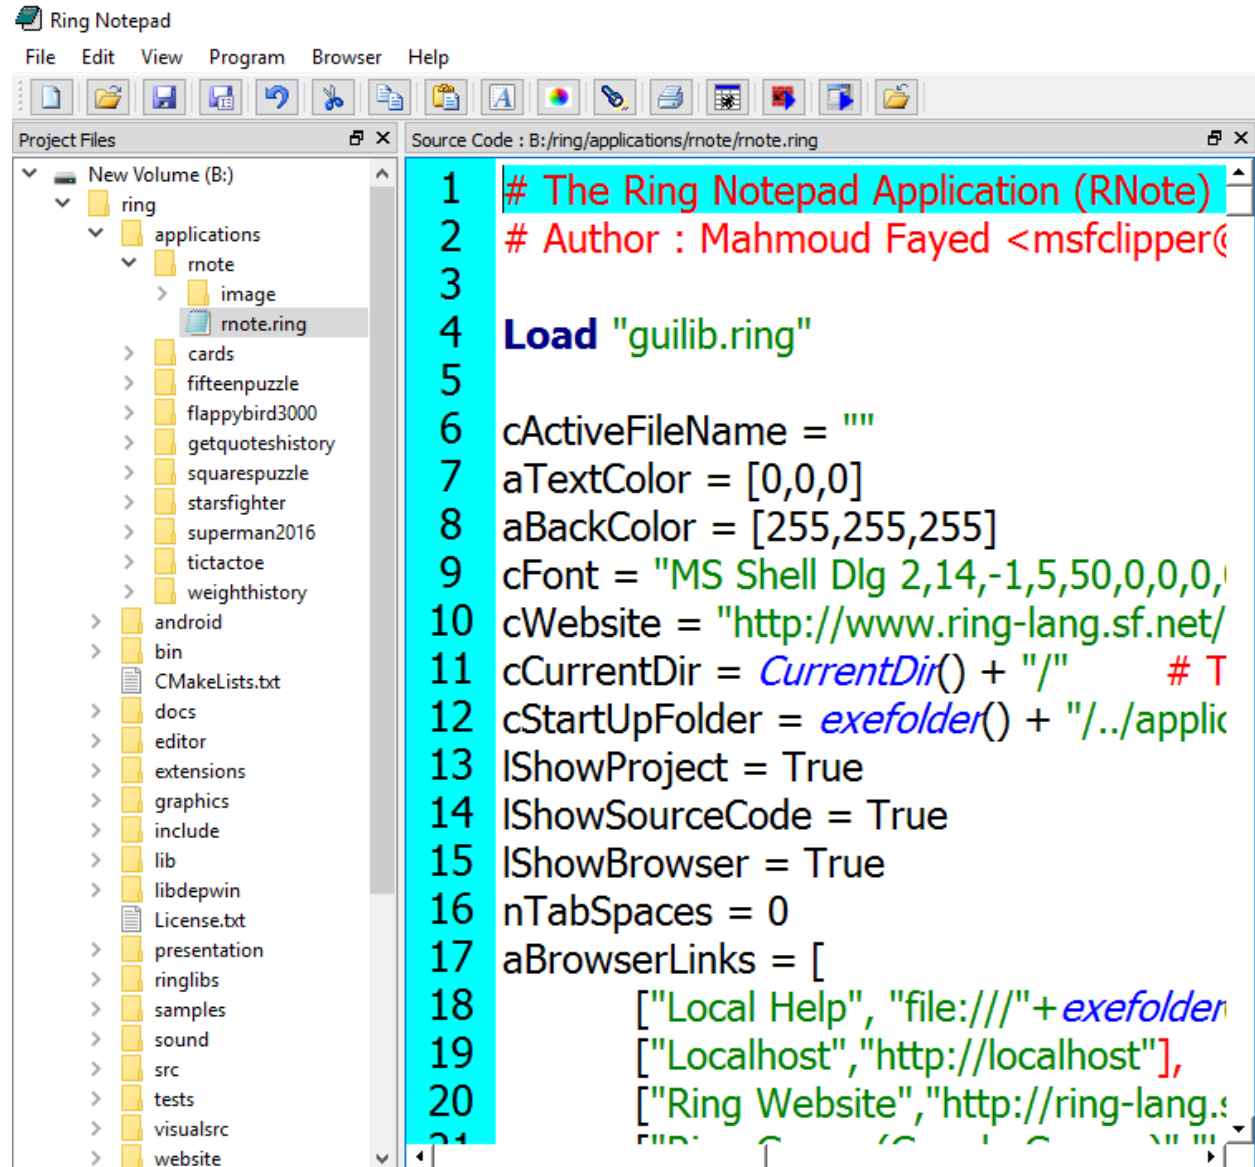 Ring Notepad
File Edit View Program Browser Help
Project Files
New Volume (B:)
ring
applications
rnote
image
rnote.ring
cards
fifteenpuzzle
flappybird3000
getquoteshistory
squarespuzzle
starsfighter
superman2016
tictactoe
weighthistory
android
bin
CMakeLists.txt
docs
editor
extensions
graphics
include
lib
libdepwin
License.txt
presentation
ringlibs
samples
sound
src
tests
visualsrc
website
Source Code : B:/ring/applications/rnote/rnote.ring
1 # The Ring Notepad Application (RNote)
2 # Author : Mahmoud Fayed <msfclipper@
3
4 Load "guilib.ring"
5
6 cActiveFileName = ""
7 aTextColor = [0,0,0]
8 aBackColor = [255,255,255]
9 cFont = "MS Shell Dlg 2,14,-1,5,50,0,0,0,
10 cWebsite = "http://www.ring-lang.sf.net/
11 cCurrentDir = CurrentDir() + "/" # T
12 cStartUpFolder = exefolder() + "/../applic
13 lShowProject = True
14 lShowSourceCode = True
15 lShowBrowser = True
16 nTabSpaces = 0
17 aBrowserLinks = [
18 ["Local Help", "file:///"+exefolder
19 ["Localhost","http://localhost"],
20 ["Ring Website","http://ring-lang.s